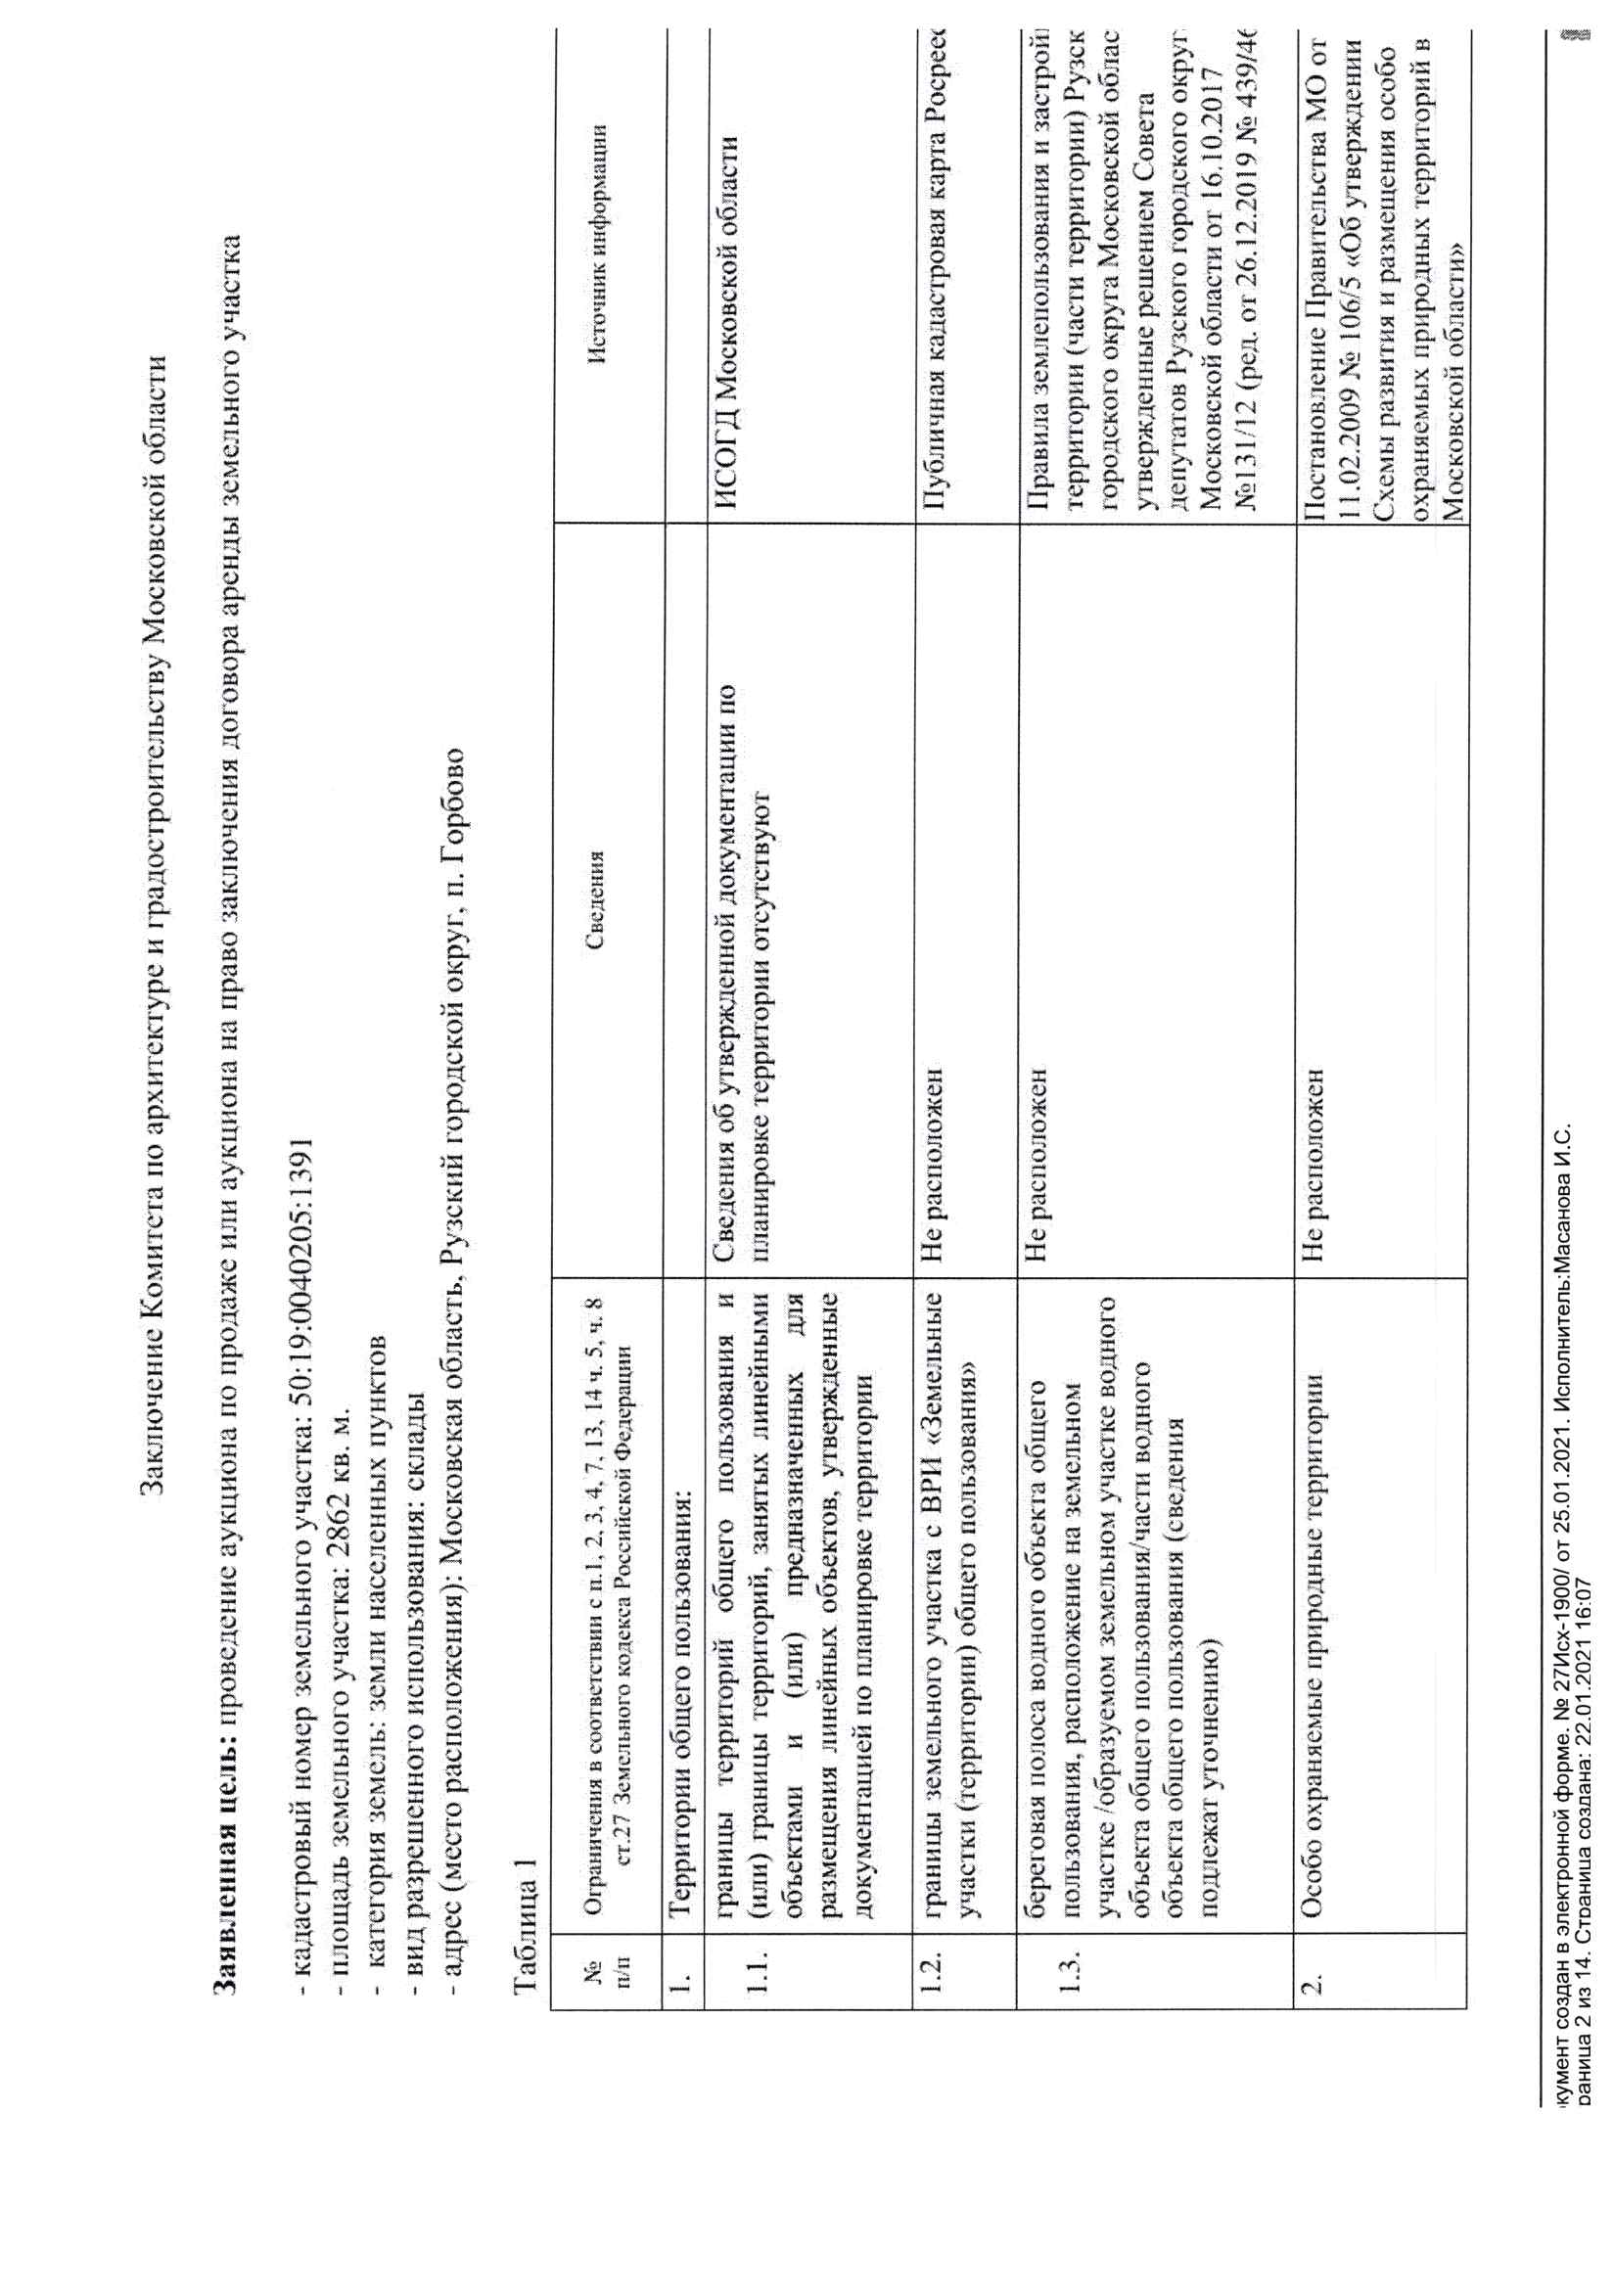 Заключение Комитета по архитектуре и градостроительству Московской области
Заявленная цель: проведение аукциона по продаже или аукциона на право заключения договора аренды земельного участка
- кадастровый номер земельного участка: 50:19:0040205:1391
- площадь земельного участка: 2862 кв. м.
- категория земель: земли населенных пунктов
- вид разрешенного использования: склады
- адрес (место расположения): Московская область, Рузский городской округ, п. Горбово
Таблица 1
№
п/п
Ограничения в соответствии с п.1, 2, 3, 4, 7, 13, 14 ч. 5, ч. 8
ст.27 Земельного кодекса Российской Федерации
Сведения
Источник информации
1.
Территории общего пользования:
1.1.
границы территорий общего пользования и
(или) границы территорий, занятых линейными
объектами и (или) предназначенных для
размещения линейных объектов, утвержденные
документацией по планировке территории
Сведения об утвержденной документации по
планировке территории отсутствуют
ИСОГД Московской области
1.2.
границы земельного участка с ВРИ «Земельные
участки (территории) общего пользования»
Не расположен
Публичная кадастровая карта Росрее
1.3.
береговая полоса водного объекта общего
пользования, расположение на земельном
участке /образуемом земельном участке водного
объекта общего пользования/части водного
объекта общего пользования (сведения
подлежат уточнению)
Не расположен
Правила землепользования и застрой
территории (части территории) Рузск
городского округа Московской облас
утвержденные решением Совета
депутатов Рузского городского округ
Московской области от 16.10.2017
№131/12 (ред. от 26.12.2019 № 439/46
2.
Особо охраняемые природные территории
Не расположен
Постановление Правительства МО от
11.02.2009 № 106/5 «Об утверждении
Схемы развития и размещения особо
охраняемых природных территорий в
Московской области»
кумент создан в электронной форме. № 27Исх-1900/ от 25.01.2021. Исполнитель:Масанова И.С.
раница 2 из 14. Страница создана: 22.01.2021 16:07